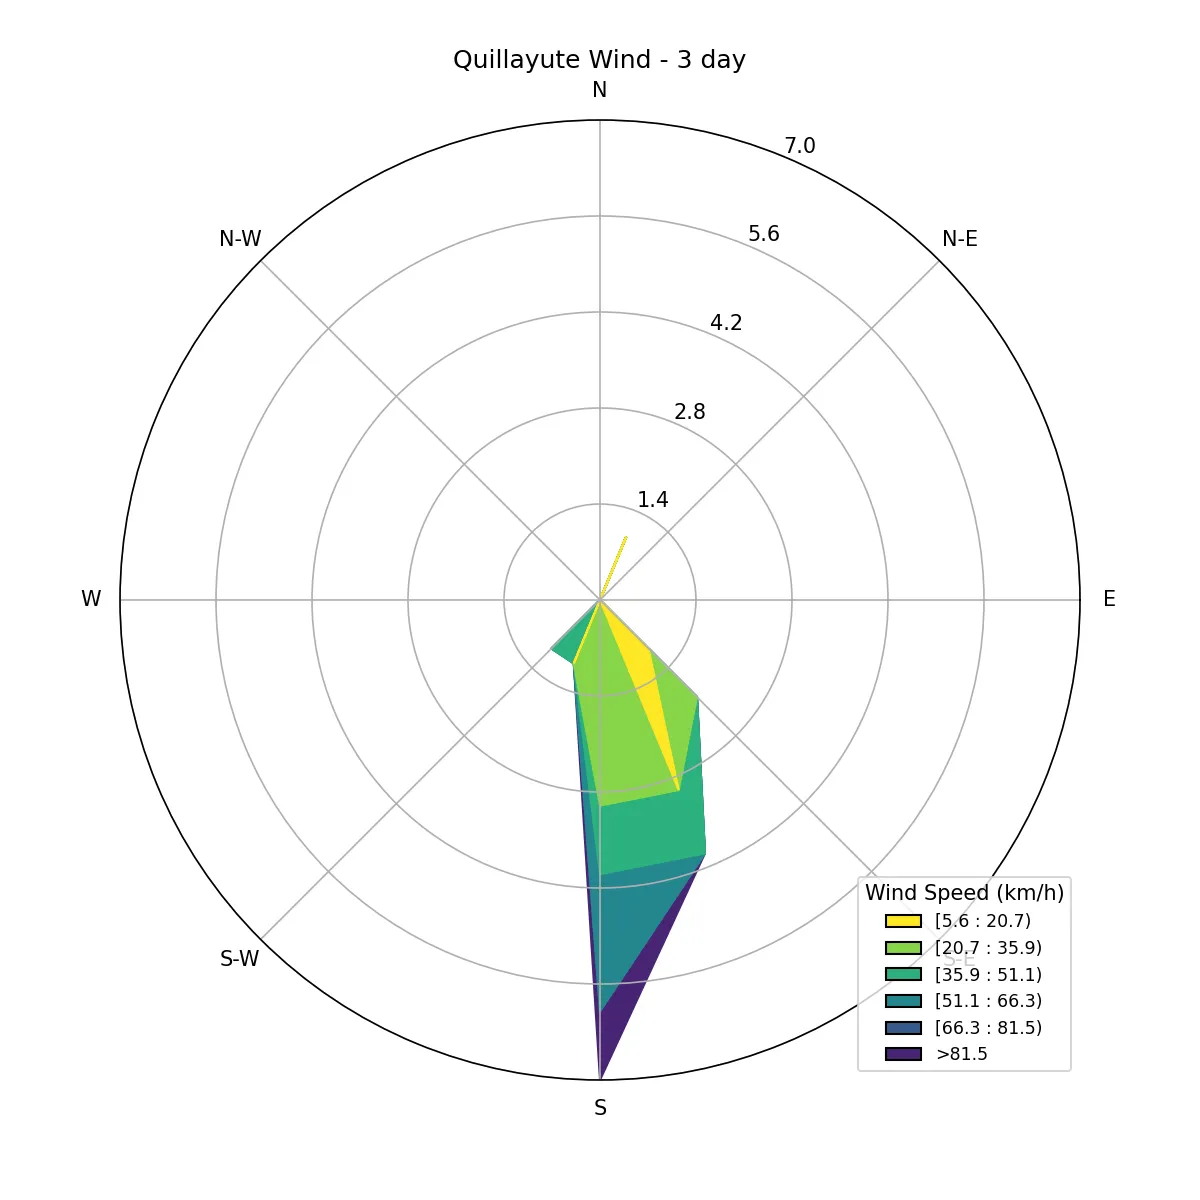 Quillayute Wind - 3 day
N
7.0
N-W
5.6
N-E
4.2
2.8
1.4
W
E
Wind Speed (km/h)
[5.6 : 20.7)
[20.7 : 35.9)
S-W
S-E
[35.9 : 51.1)
[51.1 : 66.3)
[66.3 : 81.5)
>81.5
S